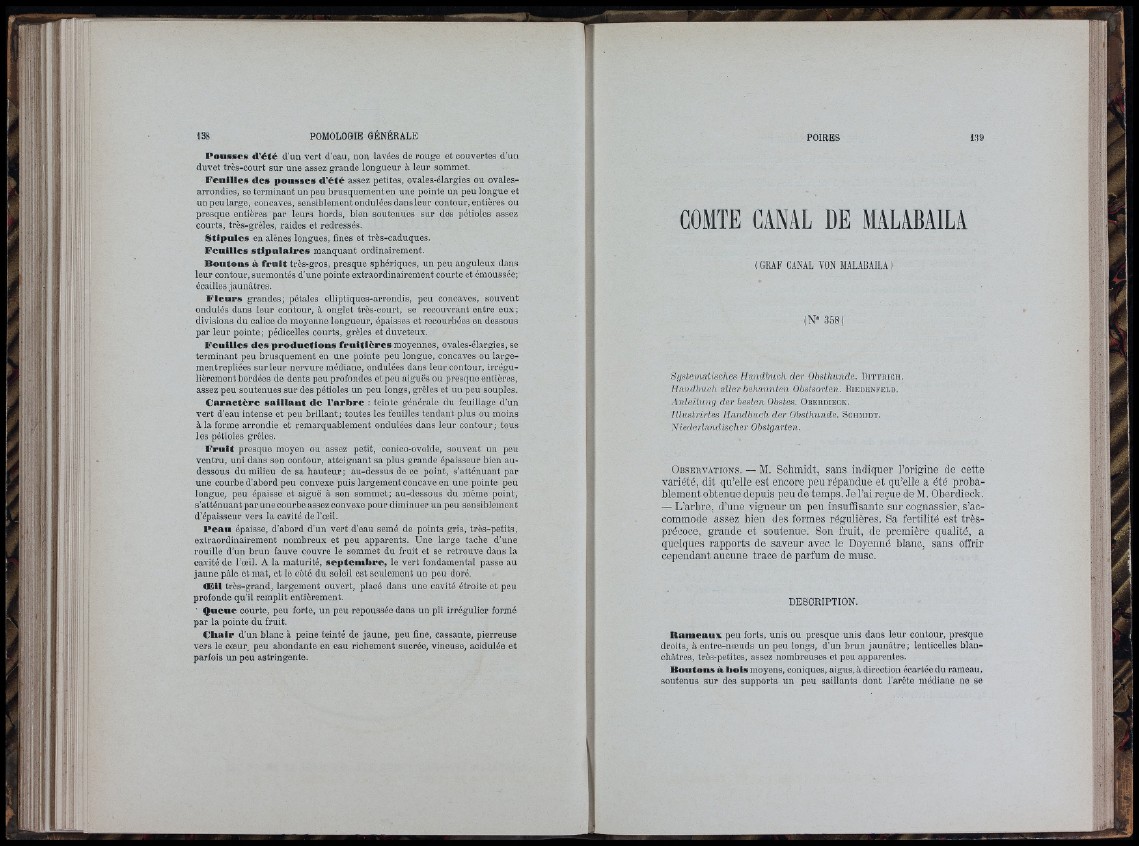 138 POMOLOGIE GÉNÉRALE
Pousses d'été d'un vert d'eau, non lavées de rouge et couvertes d'un
duvet très-court sur une assez grande longueur à leur sommet.
Feuilles des pousses d'été assez petites, ovales-élargies ou ovales-
arrondies, se terminant un peu brusquement en une pointe un peu longue et
un peu large, concaves, sensiblement ondulées dans leur contour, entières ou
presque entières par leurs bords, bien soutenues sur des pétioles assez
courts, très-grêles, raides et redressés.
Stipules en alènes longues, fines et très-caduques.
Feuilles stipulaires manquant ordinairement.
Boutons à fruit très-gros, presque sphériques, un peu anguleux dans
leur contour, surmontés d'une pointe extraordinairement courte et émoussée;
écailles jaunâtres.
Fleurs grandes; pétales elliptiques-arrondis, peu concaves, souvent
ondulés dans leur contour, à onglet très-court, se recouvrant entre eux;
divisions du calice de moyenne longueur, épaisses et recourbées en dessous
par leur pointe; pédicelles courts, grêles et duveteux.
Feuilles des productions fruitières moyennes, ovales-élargies, se
terminant peu brusquement en une pointe peu longue, concaves ou large-
ment repliées sur leur nervure médiane, ondulées dans leur contour, irrégu-
lièrement bordées de dents peu profondes et peu aiguës ou presque entières,
assez peu soutenues sur des pétioles un peu longs, grêles et un peu souples.
Caractère saillant de l'arbre : teinte générale du feuillage d'un
vert d'eau intense et peu brillant; toutes les feuilles tendant plus ou moins
à la forme arrondie et remarquablement ondulées dans leur contour; tous
les pétioles grêles.
Fruit presque moyen ou assez petit, conico-ovoïde, souvent un peu
ventru, uni dans son contour, atteignant sa plus grande épaisseur bien au-
dessous du milieu de sa hauteur; au-dessus de ce point, s'atténuant par
une courbe d'abord peu convexe puis largement concave en une pointe peu
longue, peu épaisse et aiguë à son sommet; au-dessous du même point,
s'atténuant par une courbe assez convexe pour diminuer un peu sensiblement
d'épaisseur vers la cavité de l'œil.
Peau épaisse, d'abord d'un vert d'eau semé de points gris, très-petits,
extraordinairement nombreux et peu apparents. Une large tache d'une
rouille d'un brun fauve couvre le sommet du fruit et se retrouve dans la
cavité de l'œil. A la maturité, septembre, le vert fondamental passe au
jaune pâle et mat, et le côté du soleil est seulement un peu doré.
Œil très-grand, largement ouvert, placé dans une cavité étroite et peu
profonde qu'il remplit entièrement.
Queue courte, peu forte, un peu repoussée dans un pli irrégulier formé
par la pointe du fruit.
Chair d'un blanc à peine teinté de jaune, peu fine, cassante, pierreuse
vers le cœur, peu abondante en eau richement sucrée, vineuse, acidulée et
parfois un peu astringente.
POIRES 139
COMTE CANAL DE MALABAILA
(GRAF CANAL VON MALABAILA)
(N° 358)
Systematisches Handbuch der Obstkunde. DITTRICH.
Handbuch aller bekannten Obstsorten. BIEDENFELD.
Anleitung der besten Obstes. OBERDIECK.
Illustrirtes Handbuch der Obstkunde. SCHMIDT.
Niederlandischer Obstgarten.
OBSERVATIONS. — M. Schmidt, sans indiquer l'origine de cette
variété, dit qu'elle est encore peu répandue et qu'elle a été proba-
blement obtenue depuis peu de temps. Je l'ai reçue de M. Oberdieck.
— L'arbre, d'une vigueur un peu insuffisante sur cognassier, s'ac-
commode assez bien des formes régulières. Sa fertilité est très-
précoce, grande et soutenue. Son fruit, de première qualité, a
quelques rapports de saveur avec le Doyenné blanc, sans offrir
cependant aucune trace de parfum de musc.
DESCRIPTION.
Rameaux peu forts, unis ou presque unis dans leur contour, presque
droits, à entre-nœuds un peu longs, d'un brun jaunâtre; lenticelles blan-
châtres, très-petites, assez nombreuses et peu apparentes.
Boutons à bois moyens, coniques, aigus, à direction écartée du rameau,
soutenus sur des supports un peu saillants dont l'arête médiane ne se